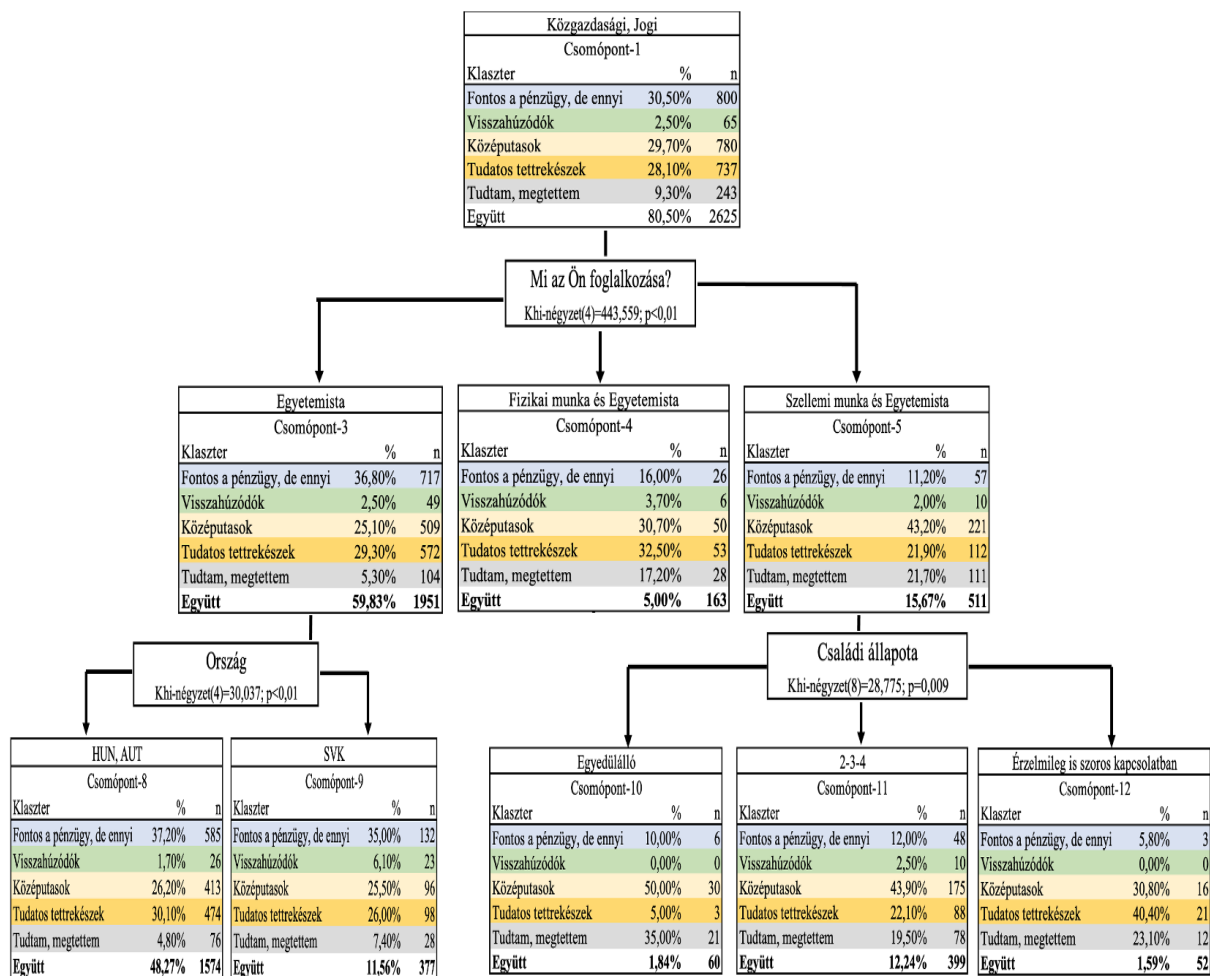 Közgazdasági, Jogi
Csomópont-1
Klaszter % n
Fontos a pénzügy, de ennyi 30,50% 800
Visszahúzódók 2,50% 65
Középutasok 29,70% 780
Tudatos tettrekészek 28,10% 737
Tudtam, megtettem 9,30% 243
Együtt 80,50% 2625
Mi az Ön foglalkozása?
Khi-négyzet(4)=443,559; p<0,01
Egyetemista
Csomópont-3
Klaszter % n
Fontos a pénzügy, de ennyi 36,80% 717
Visszahúzódók 2,50% 49
Középutasok 25,10% 509
Tudatos tettrekészek 29,30% 572
Tudtam, megtettem 5,30% 104
Együtt 59,83% 1951
Fizikai munka és Egyetemista
Csomópont-4
Klaszter % n
Fontos a pénzügy, de ennyi 16,00% 26
Visszahúzódók 3,70% 6
Középutasok 30,70% 50
Tudatos tettrekészek 32,50% 53
Tudtam, megtettem 17,20% 28
Együtt 5,00% 163
Szellemi munka és Egyetemista
Csomópont-5
Klaszter % n
Fontos a pénzügy, de ennyi 11,20% 57
Visszahúzódók 2,00% 10
Középutasok 43,20% 221
Tudatos tettrekészek 21,90% 112
Tudtam, megtettem 21,70% 111
Együtt 15,67% 511
Ország
Khi-négyzet(4)=30,037; p<0,01
Családi állapota
Khi-négyzet(8)=28,775; p=0,009
HUN, AUT
Csomópont-8
Klaszter % n
Fontos a pénzügy, de ennyi 37,20% 585
Visszahúzódók 1,70% 26
Középutasok 26,20% 413
Tudatos tettrekészek 30,10% 474
Tudtam, megtettem 4,80% 76
Együtt 48,27% 1574
SVK
Csomópont-9
Klaszter % n
Fontos a pénzügy, de ennyi 35,00% 132
Visszahúzódók 6,10% 23
Középutasok 25,50% 96
Tudatos tettrekészek 26,00% 98
Tudtam, megtettem 7,40% 28
Együtt 11,56% 377
Egyedülálló
Csomópont-10
Klaszter % n
Fontos a pénzügy, de ennyi 10,00% 6
Visszahúzódók 0,00% 0
Középutasok 50,00% 30
Tudatos tettrekészek 5,00% 3
Tudtam, megtettem 35,00% 21
Együtt 1,84% 60
2-3-4
Csomópont-11
Klaszter % n
Fontos a pénzügy, de ennyi 12,00% 48
Visszahúzódók 2,50% 10
Középutasok 43,90% 175
Tudatos tettrekészek 22,10% 88
Tudtam, megtettem 19,50% 78
Együtt 12,24% 399
Érzelmileg is szoros kapcsolatban
Csomópont-12
Klaszter % n
Fontos a pénzügy, de ennyi 5,80% 3
Visszahúzódók 0,00% 0
Középutasok 30,80% 16
Tudatos tettrekészek 40,40% 21
Tudtam, megtettem 23,10% 12
Együtt 1,59% 52